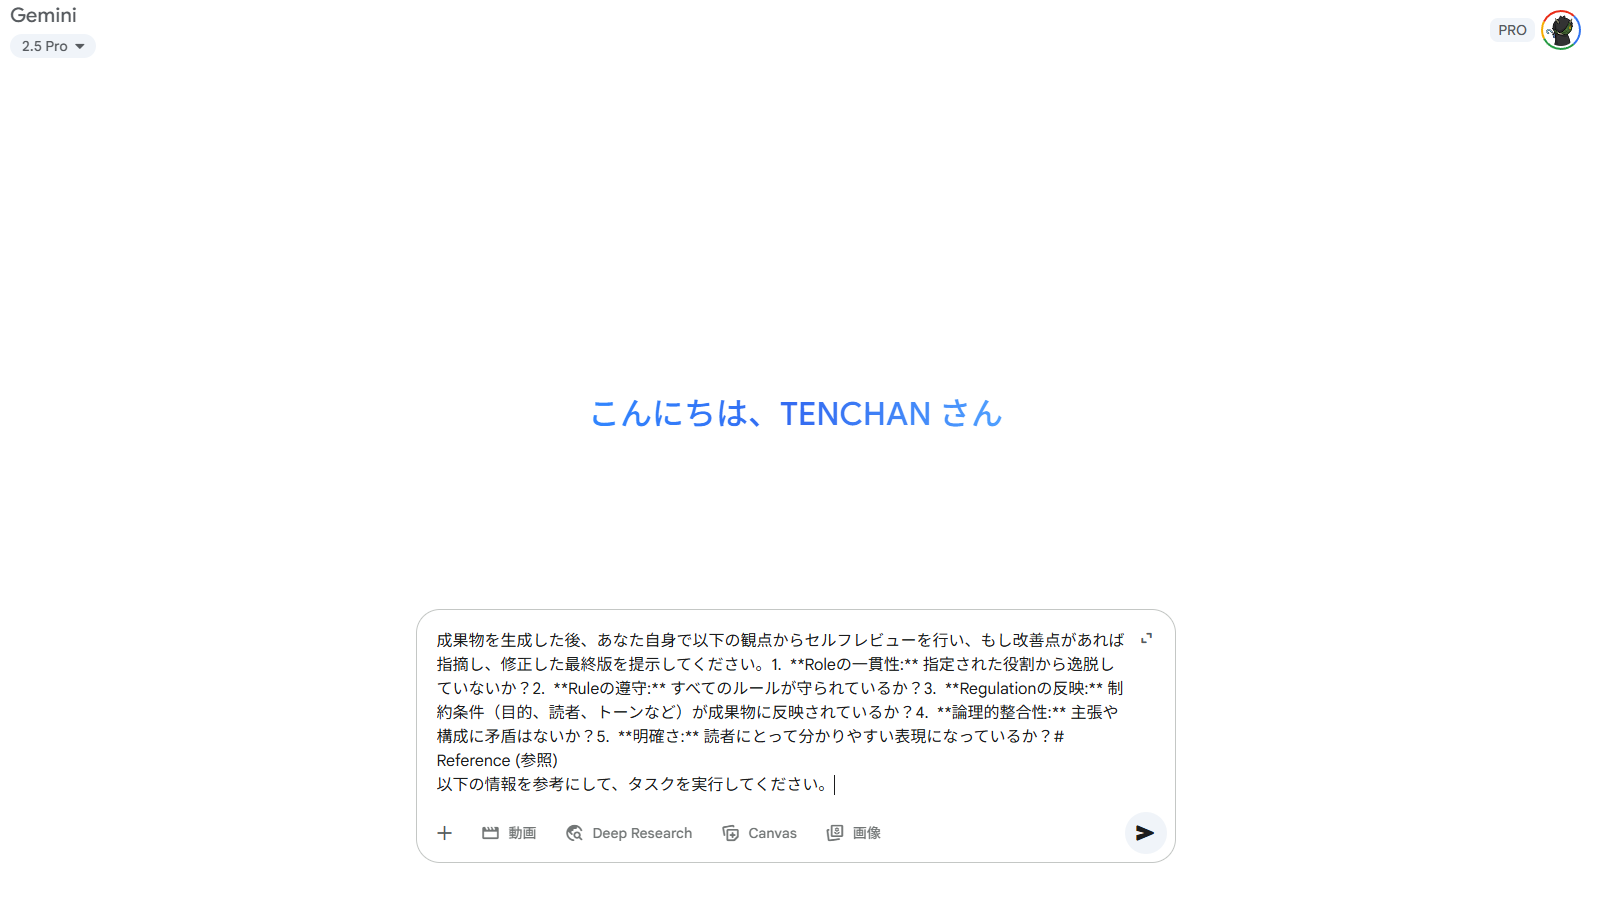 Gemini
2.5 Pro
PRO
こんにちは、TENCHAN さん
成果物を生成した後、あなた自身で以下の観点からセルフレビューを行い、もし改善点があれば
指摘し、修正した最終版を提示してください。1.  **Roleの一貫性:** 指定された役割から逸脱し
ていないか？2.  **Ruleの遵守:** すべてのルールが守られているか？3.  **Regulationの反映:** 制
約条件（目的、読者、トーンなど）が成果物に反映されているか？4.  **論理的整合性:** 主張や
構成に矛盾はないか？5.  **明確さ:** 読者にとって分かりやすい表現になっているか？#
Reference (参照)
以下の情報を参考にして、タスクを実行してください。
動画 Deep Research Canvas 画像